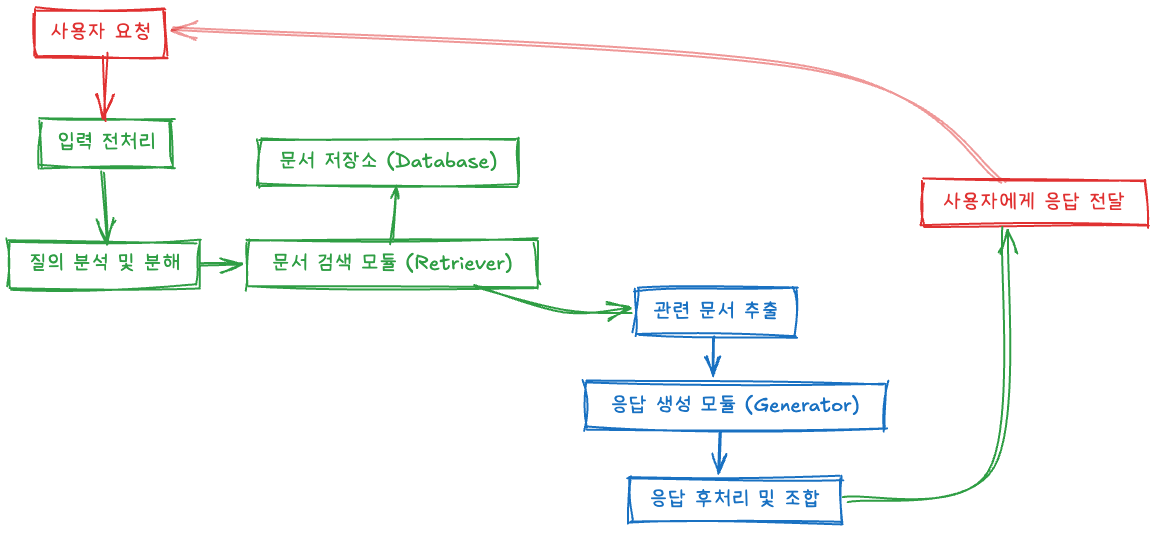 사용자 요청
입력 전처리
문서 저장소 (Database)
사용자에게 응답 전달
질의 분석 및 분해
문서 검색 모듈 (Retriever)
관련 문서 추출
응답 생성 모듈 (Generator)
응답 후처리 및 조합